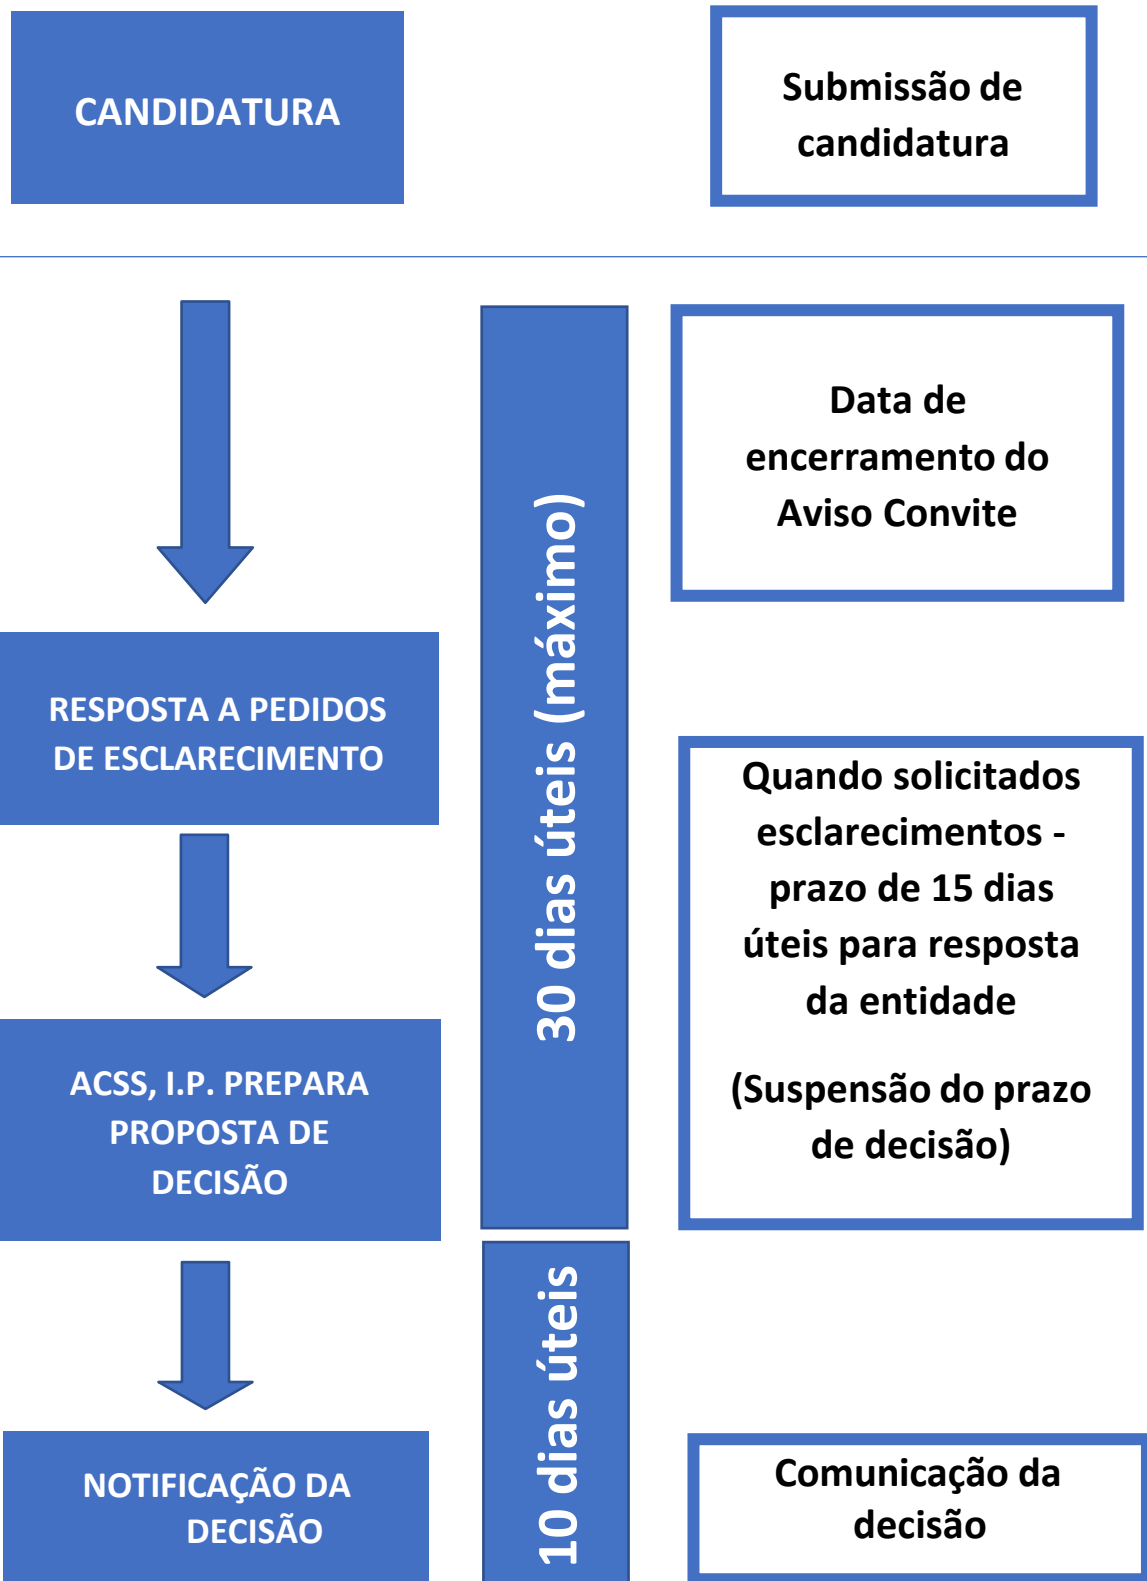 CANDIDATURA
Submissão de
candidatura
Data de
encerramento do
Aviso Convite
30 dias úteis (máximo)
RESPOSTA A PEDIDOS
DE ESCLARECIMENTO
Quando solicitados
esclarecimentos -
prazo de 15 dias
úteis para resposta
da entidade
(Suspensão do prazo
de decisão)
ACSS, I.P. PREPARA
PROPOSTA DE
DECISÃO
10 dias úteis
NOTIFICAÇÃO DA
DECISÃO
Comunicação da
decisão